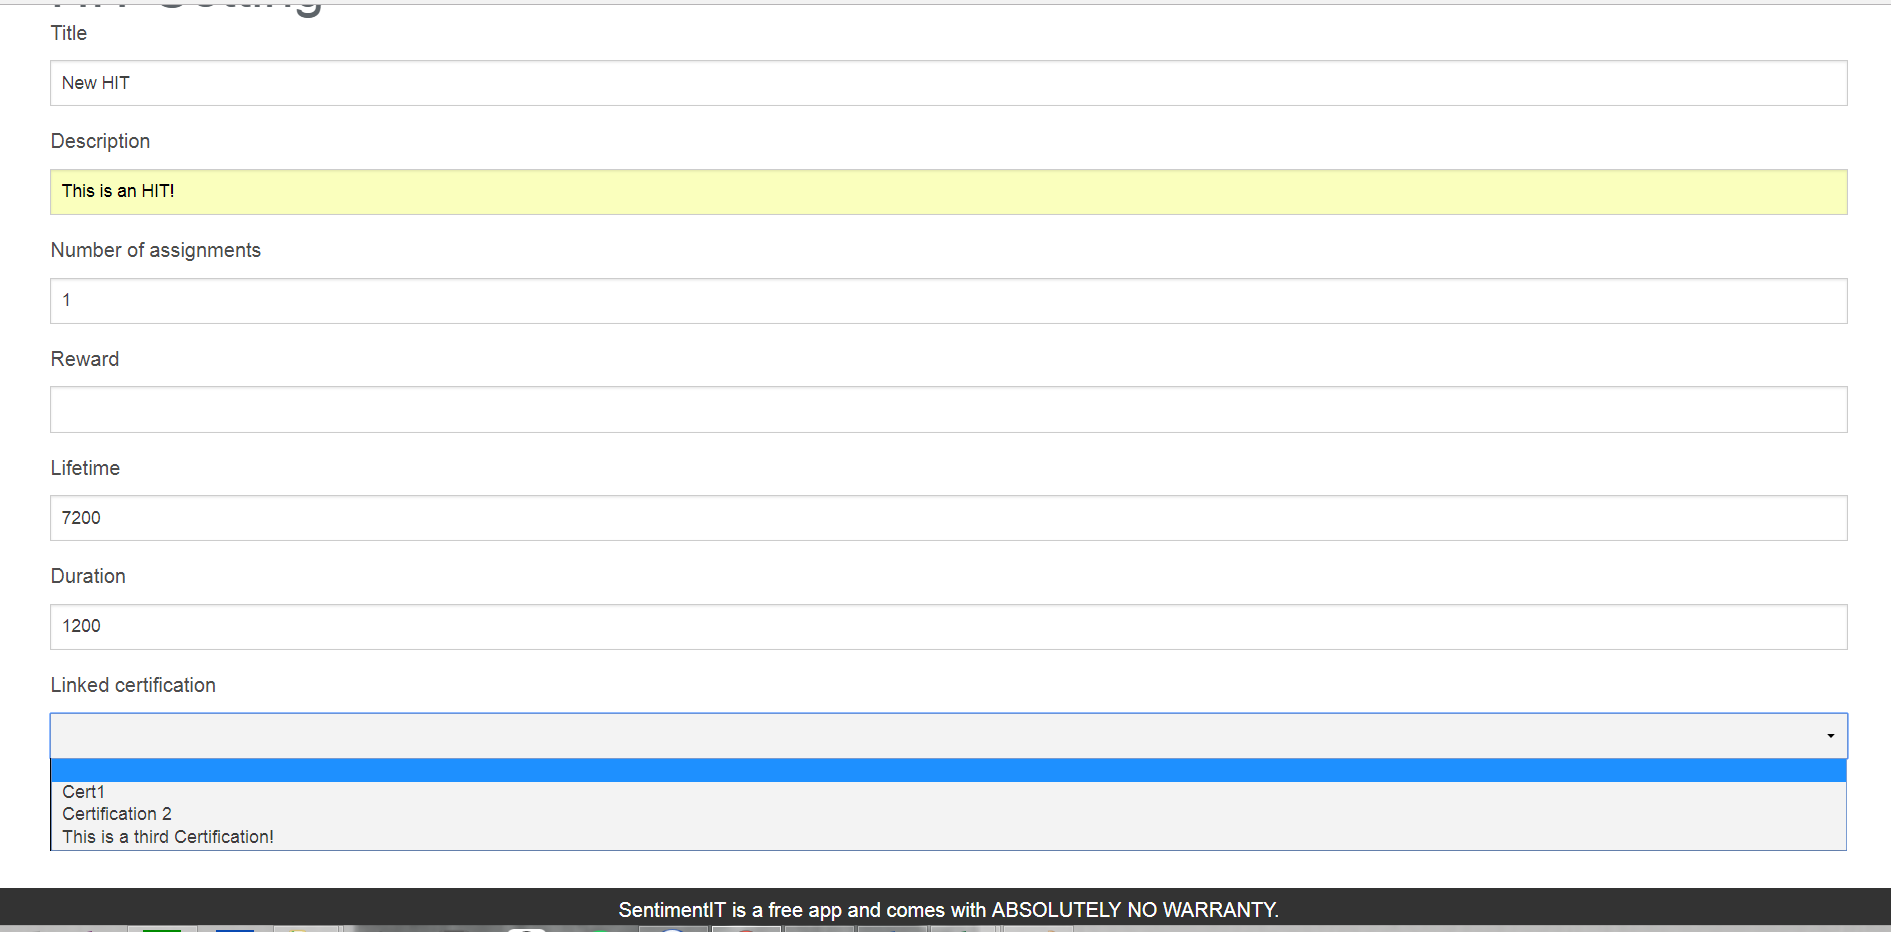 Title
New HIT
Description
This is an HIT!
Number of assignments
1
Reward
Lifetime
7200
Duration
1200
Linked certification
Cert1
Certification 2
This is a third Certification!
SentimentIT is a free app and comes with ABSOLUTELY NO WARRANTY.